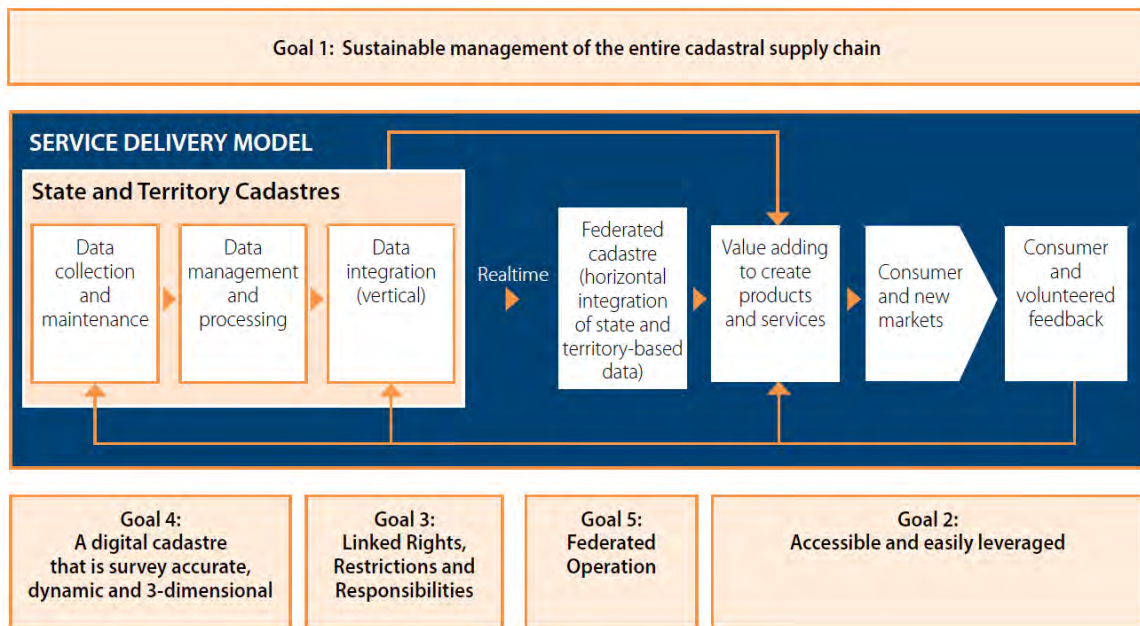 Goal 1: Sustainable management of the entire cadastral supply chain
SERVICE DELIVERY MODEL
State and Territory Cadastres
Data
collection
and
maintenance
Data
management
and
processing
Data
integration
(vertical)
Realtime
Federated
cadastre
(horizontal
integration
of state and
territory-based
data)
Value adding
to create
products
and services
Consumer
and new
markets
Consumer
and
volunteered
feedback
Goal 4:
A digital cadastre
that is survey accurate,
dynamic and 3-dimensional
Goal 3:
Linked Rights,
Restrictions and
Responsibilities
Goal 5:
Federated
Operation
Goal 2:
Accessible and easily leveraged